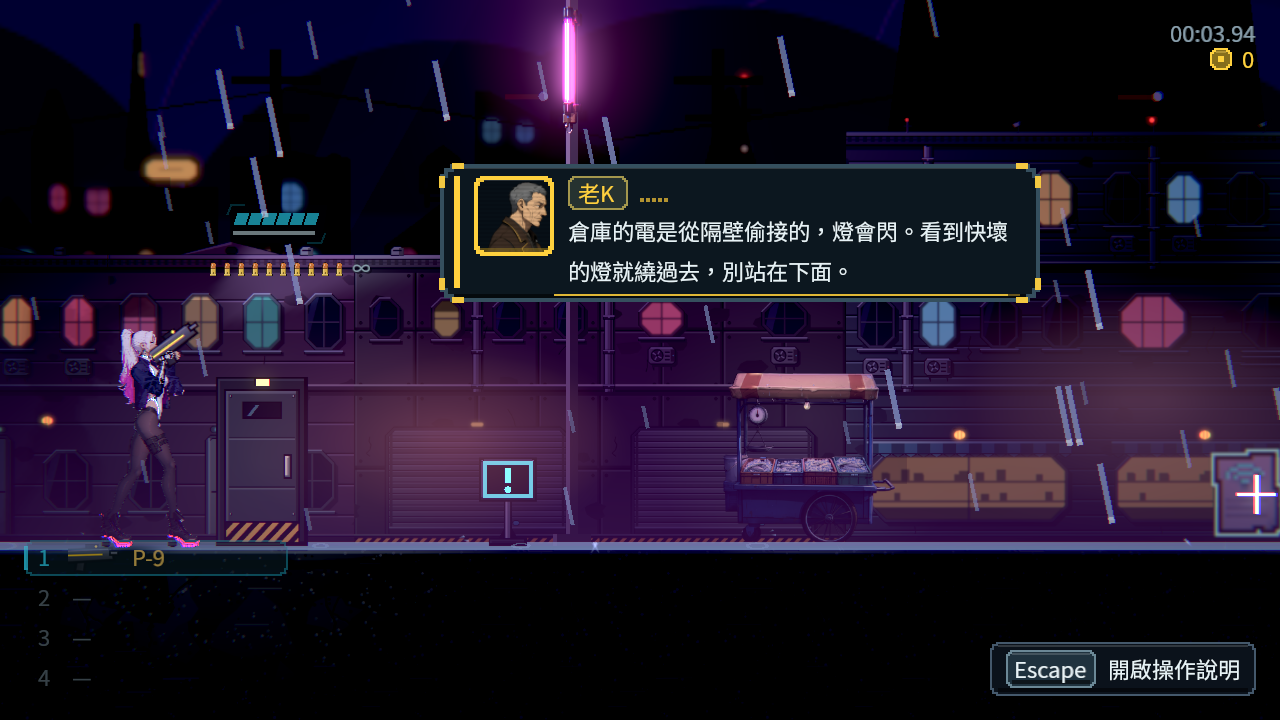 00:03.94
0
老K .....
倉庫的電是從隔壁偷接的，燈會閃。看到快壞
的燈就繞過去，別站在下面。
∞
!
1 P-9
2 —
3 —
4 —
Escape 開啟操作說明